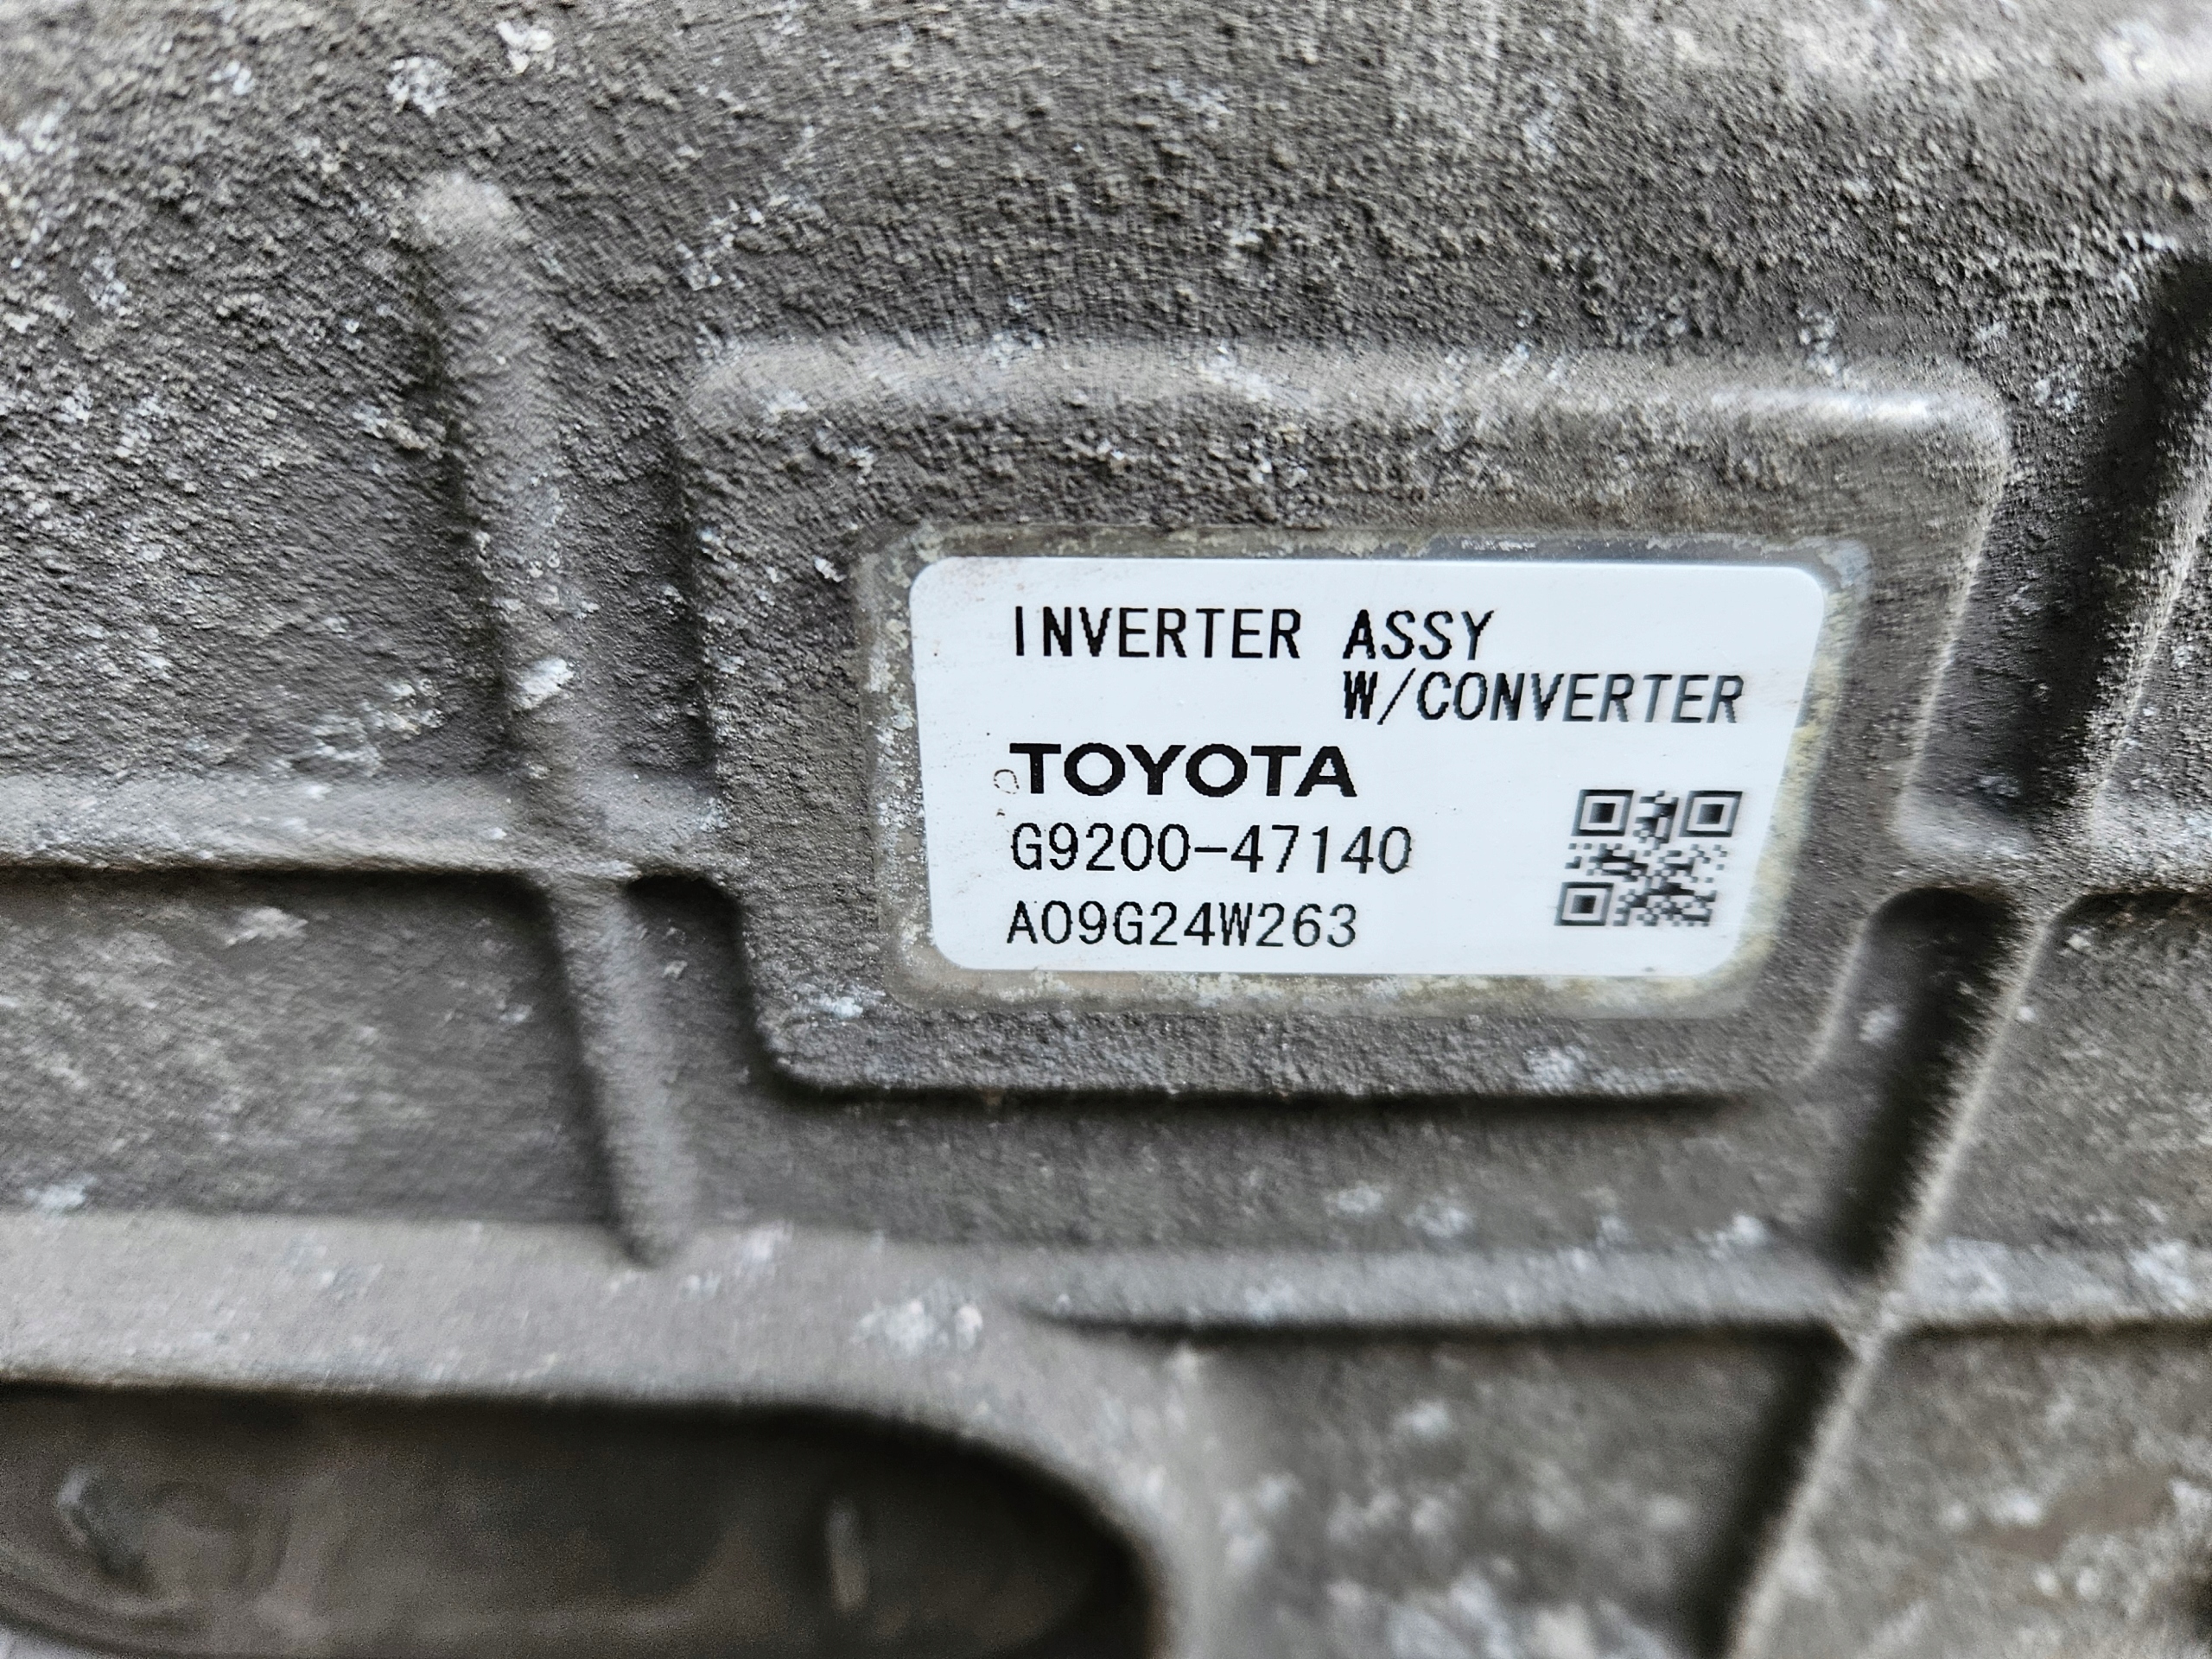 INVERTER ASSY
W/CONVERTER
TOYOTA
G9200-47140
A09G24W263